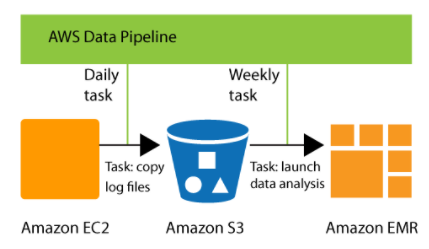 AWS Data Pipeline
Daily
task
Weekly
task
Task: copy
log files
Task: launch
data analysis
Amazon EC2
Amazon S3
Amazon EMR